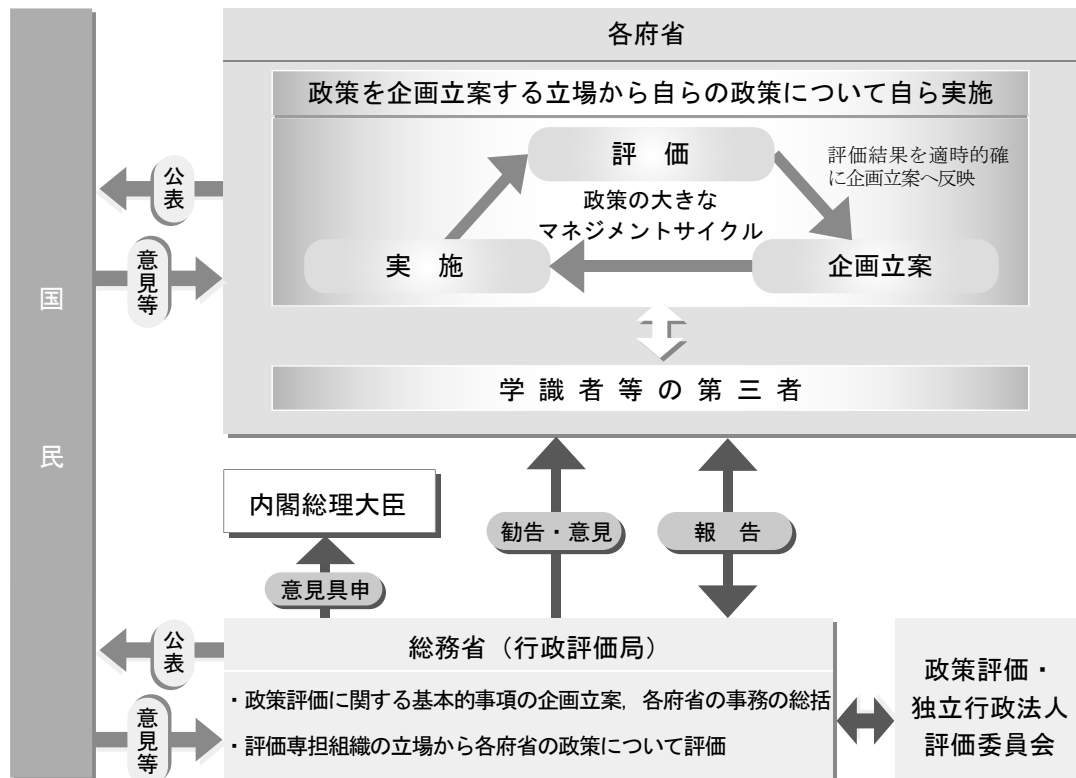 各府省
政策を企画立案する立場から自らの政策について自ら実施
評　価
評価結果を適時的確
に企画立案へ反映
政策の大きな
マネジメントサイクル
実　施
企画立案
学識者等の第三者
公表
意見等
国民
内閣総理大臣
勧告・意見
報　告
意見具申
公表
意見等
総務省（行政評価局）
・政策評価に関する基本的事項の企画立案，各府省の事務の総括
・評価専担組織の立場から各府省の政策について評価
政策評価・
独立行政法人
評価委員会